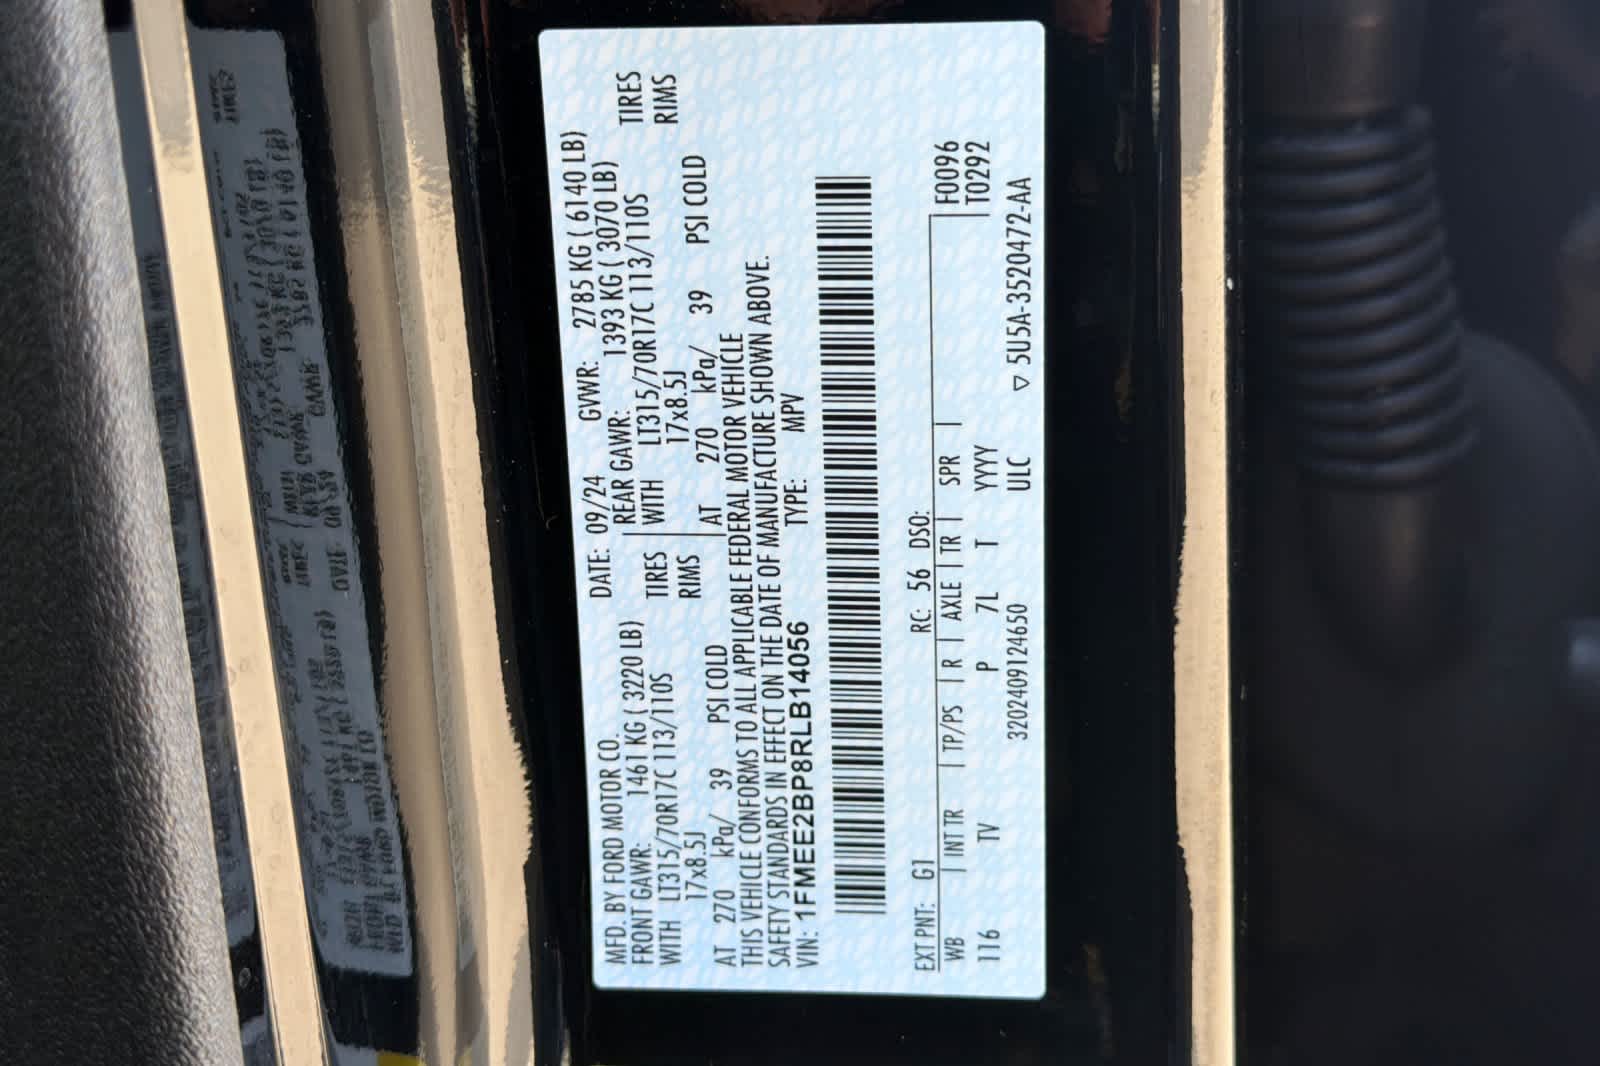 MFD. BY FORD MOTOR CO. DATE: 09/24 GVWR: 2785 KG ( 6140 LB)
FRONT GAWR: 1461 KG ( 3220 LB) REAR GAWR: 1393 KG ( 3070 LB)
WITH LT315/70R17C 113/110S TIRES WITH LT315/70R17C 113/110S TIRES
17x8.5J RIMS 17x8.5J RIMS
AT 270 kPa/ 39 PSI COLD AT 270 kPa/ 39 PSI COLD
THIS VEHICLE CONFORMS TO ALL APPLICABLE FEDERAL MOTOR VEHICLE
SAFETY STANDARDS IN EFFECT ON THE DATE OF MANUFACTURE SHOWN ABOVE.
VIN: 1FMEE2BP8RLB14056 TYPE: MPV
EXT PNT: G1 RC: 56 DSO: F0096
WB | INT TR | TP/PS | R | AXLE | TR | SPR | T0292
116 TV P 7L T YYYY
332024091246​50 ULC ▽ 5U5A-3520472-AA